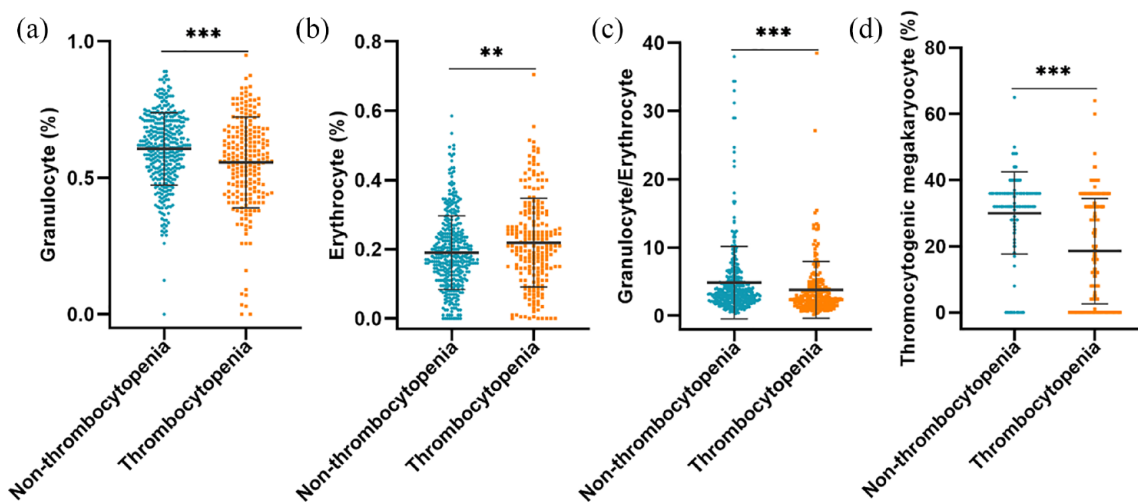 (a)
Granulocyte (%)
1.0
0.5
0.0
***
Non-thrombocytopenia
Thrombocytopenia
(b)
Erythrocyte (%)
0.8
0.6
0.4
0.2
0.0
**
Non-thrombocytopenia
Thrombocytopenia
(c)
Granulocyte/Erythrocyte
40
30
20
10
0
***
Non-thrombocytopenia
Thrombocytopenia
(d)
Thromocytogenic megakaryocyte (%)
80
60
40
20
0
***
Non-thrombocytopenia
Thrombocytopenia